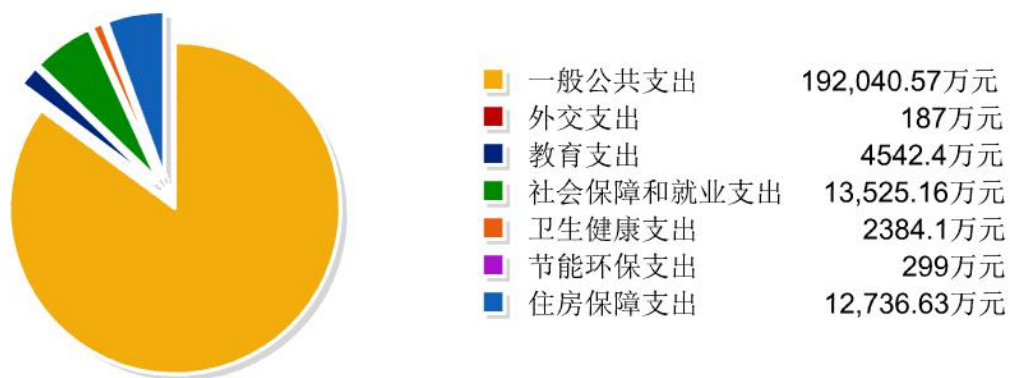 一般公共支出 192,040.57万元
外交支出 187万元
教育支出 4542.4万元
社会保障和就业支出 13,525.16万元
卫生健康支出 2384.1万元
节能环保支出 299万元
住房保障支出 12,736.63万元